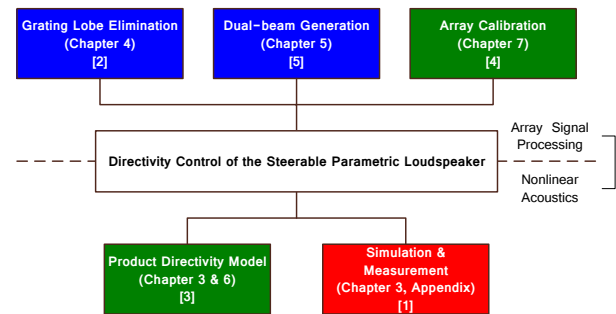 Grating Lobe Elimination
(Chapter 4)
[2]
Dual-beam Generation
(Chapter 5)
[5]
Array Calibration
(Chapter 7)
[4]
Array Signal
Processing
Directivity Control of the Steerable Parametric Loudspeaker
Nonlinear
Acoustics
Product Directivity Model
(Chapter 3 & 6)
[3]
Simulation &
Measurement
(Chapter 3, Appendix)
[1]